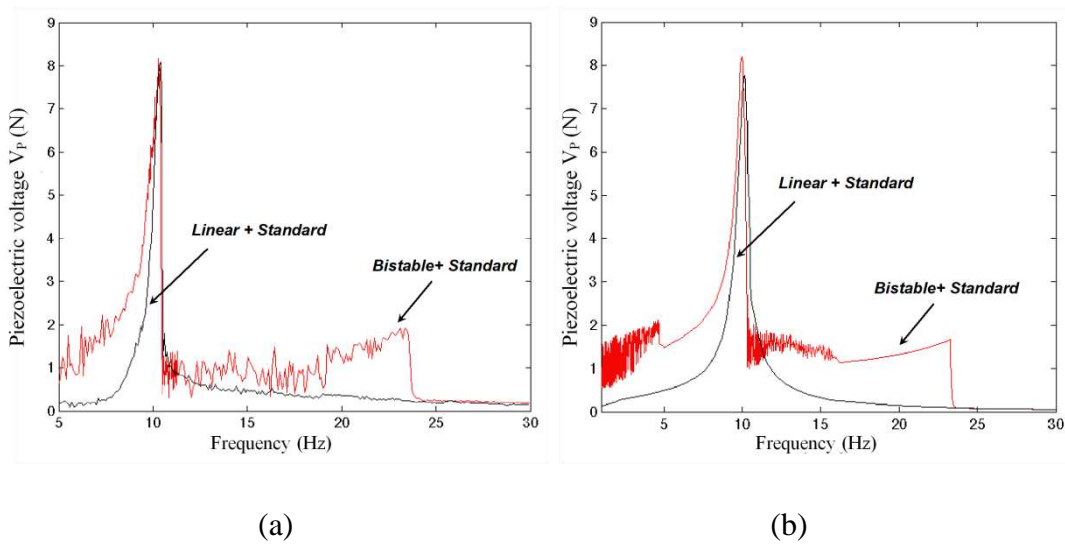 9
8
7
6
5
4
3
2
1
0
Piezoelectric voltage VP (N)
Linear + Standard
Bistable+ Standard
5 10 15 20 25 30
Frequency (Hz)
(a)
9
8
7
6
5
4
3
2
1
0
Piezoelectric voltage VP (N)
Linear + Standard
Bistable+ Standard
5 10 15 20 25 30
Frequency (Hz)
(b)